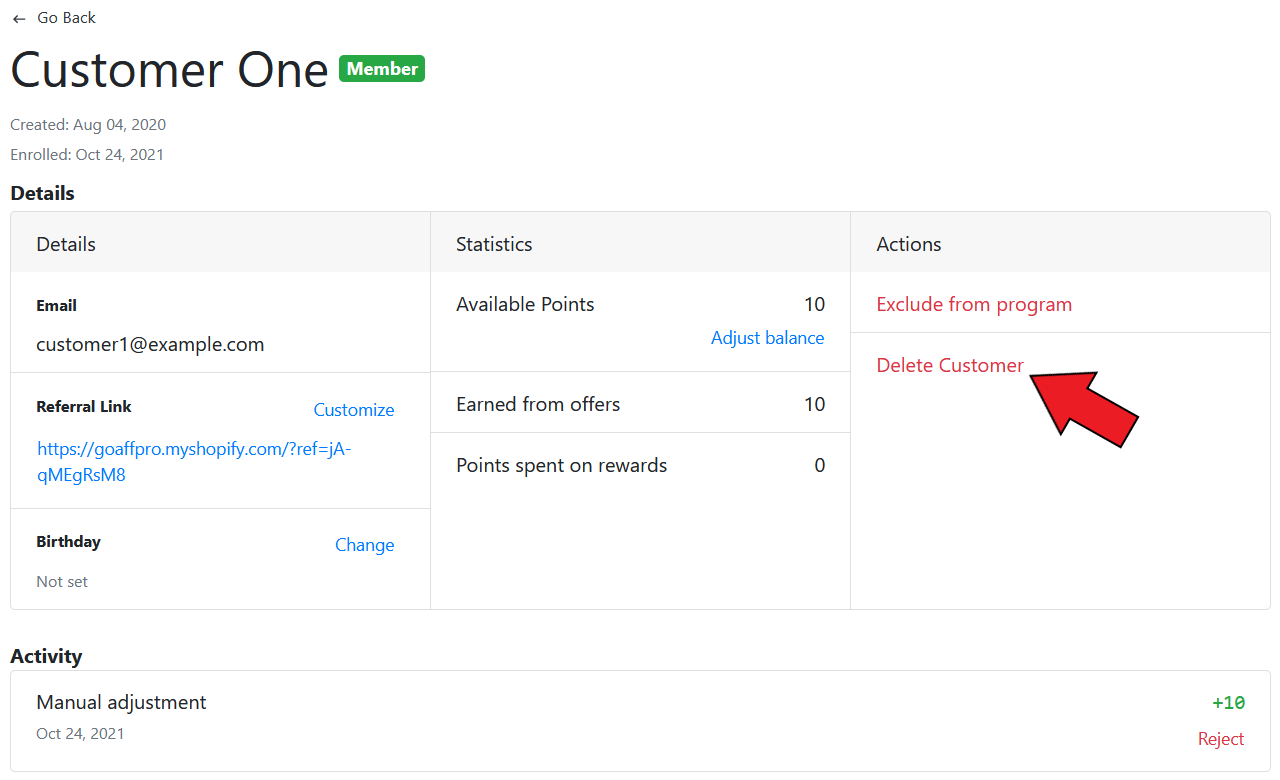 ← Go Back
Customer One Member
Created: Aug 04, 2020
Enrolled: Oct 24, 2021
Details
Details
Email
customer1@example.com
Referral Link Customize
https://goaffpro.myshopify.com/?ref=jA-
qMEgRsM8
Birthday Change
Not set
Statistics
Available Points 10
Adjust balance
Earned from offers 10
Points spent on rewards 0
Actions
Exclude from program
Delete Customer
Activity
Manual adjustment +10
Oct 24, 2021 Reject